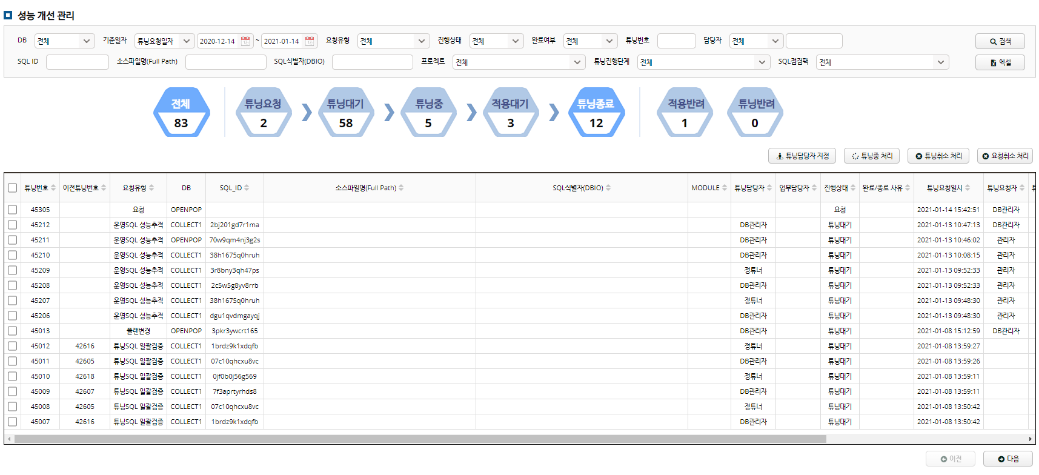 성능 개선 관리
DB 전체 기준일자 튜닝요청일자 2020-12-14 ~ 2021-01-14 요청유형 전체 진행상태 전체 완료여부 전체 튜닝번호 담당자 전체 검색
SQL ID 소스파일명(Full Path) SQL식별자(DBIO) 프로젝트 전체 튜닝진행단계 전체 SQL점검팩 전체 엑셀
전체 튜닝요청 튜닝대기 튜닝중 적용대기 튜닝종료 적용반려 튜닝반려
83 2 58 5 3 12 1 0
튜닝담당자 지정 튜닝중 처리 튜닝취소 처리 요청취소 처리
튜닝번호 이전튜닝번호 요청유형 DB SQL_ID 소스파일명(Full Path) SQL식별자(DBIO) MODULE 튜닝담당자 업무담당자 진행상태 완료/종료 사유 튜닝요청일시 튜닝요청자
45305 요청 OPENPOP 요청 2021-01-14 15:42:51 DB관리자
45212 운영SQL 성능추적 COLLECT1 2bj201gd7r1ma DB관리자 튜닝대기 2021-01-13 10:47:13 DB관리자
45211 운영SQL 성능추적 OPENPOP 70w9qm4nj3g2s DB관리자 튜닝대기 2021-01-13 10:46:02 관리자
45210 운영SQL 성능추적 COLLECT1 38h1675q0hruh DB관리자 튜닝대기 2021-01-13 10:08:15 관리자
45209 운영SQL 성능추적 COLLECT1 3r8bny5qh47ps 정튜너 튜닝대기 2021-01-13 09:52:33 관리자
45208 운영SQL 성능추적 COLLECT1 2c5w5g8yv8rrb DB관리자 튜닝대기 2021-01-13 09:52:33 관리자
45207 운영SQL 성능추적 COLLECT1 38h1675q0hruh 정튜너 튜닝대기 2021-01-13 09:48:30 관리자
45206 운영SQL 성능추적 COLLECT1 dgu1qvdmgayqj DB관리자 튜닝대기 2021-01-13 09:48:30 관리자
45013 플랜변경 OPENPOP 3pkr3ywcrt165 튜닝대기 2021-01-08 15:12:59 DB관리자
45012 42616 튜닝SQL 일괄검증 COLLECT1 1brdz9k1xdqfb 정튜너 튜닝대기 2021-01-08 13:59:27
45011 42605 튜닝SQL 일괄검증 COLLECT1 07c10qhcxu8vc DB관리자 튜닝대기 2021-01-08 13:59:26
45010 42618 튜닝SQL 일괄검증 COLLECT1 0jf0b0j56g569 정튜너 튜닝대기 2021-01-08 13:59:11
45009 42607 튜닝SQL 일괄검증 COLLECT1 7f3aprtyrhds8 DB관리자 튜닝대기 2021-01-08 13:59:11
45008 42605 튜닝SQL 일괄검증 COLLECT1 07c10qhcxu8vc 정튜너 튜닝대기 2021-01-08 13:50:42
45007 42616 튜닝SQL 일괄검증 COLLECT1 1brdz9k1xdqfb DB관리자 튜닝대기 2021-01-08 13:50:42
이전 다음